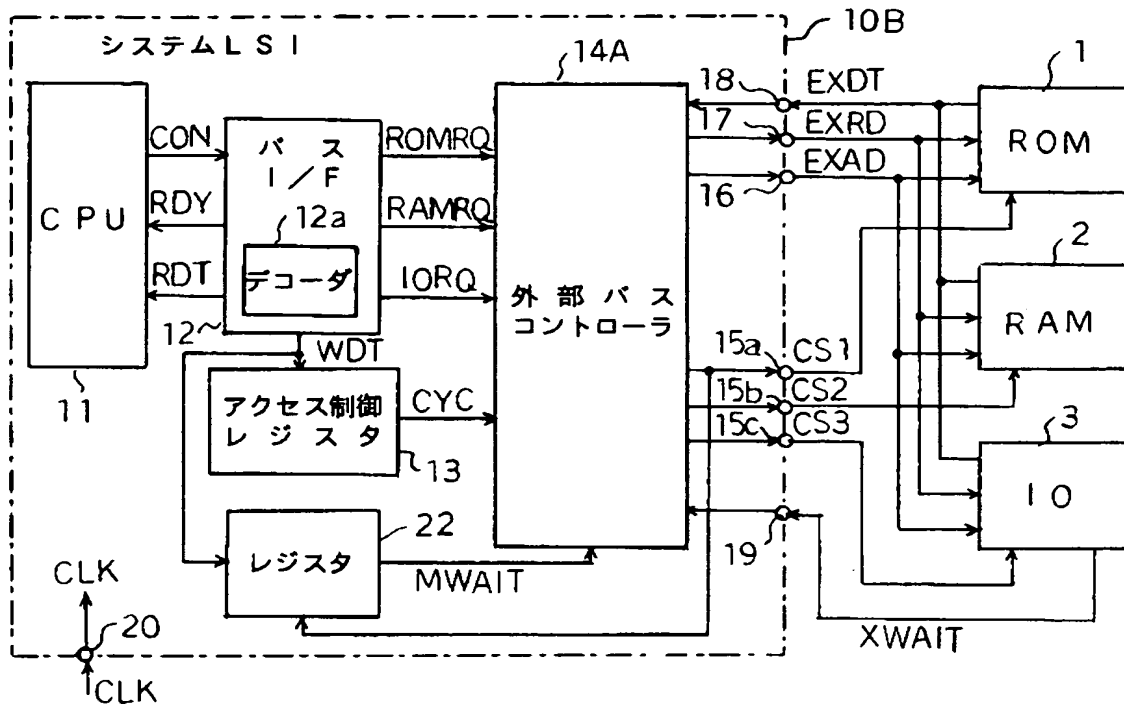 システムLSI
10B
14A
1
18
EXDT
17
EXRD
ROM
EXAD
16
CON
バス
I/F
ROMRQ
CPU
RDY
12a
RAMRQ
2
RDT
デコーダ
IORQ
外部バス
コントローラ
RAM
12
WDT
15a
CS1
11
アクセス制御
レジスタ
CYC
15b
CS2
15c
CS3
3
13
IO
22
19
レジスタ
MWAIT
CLK
XWAIT
20
CLK